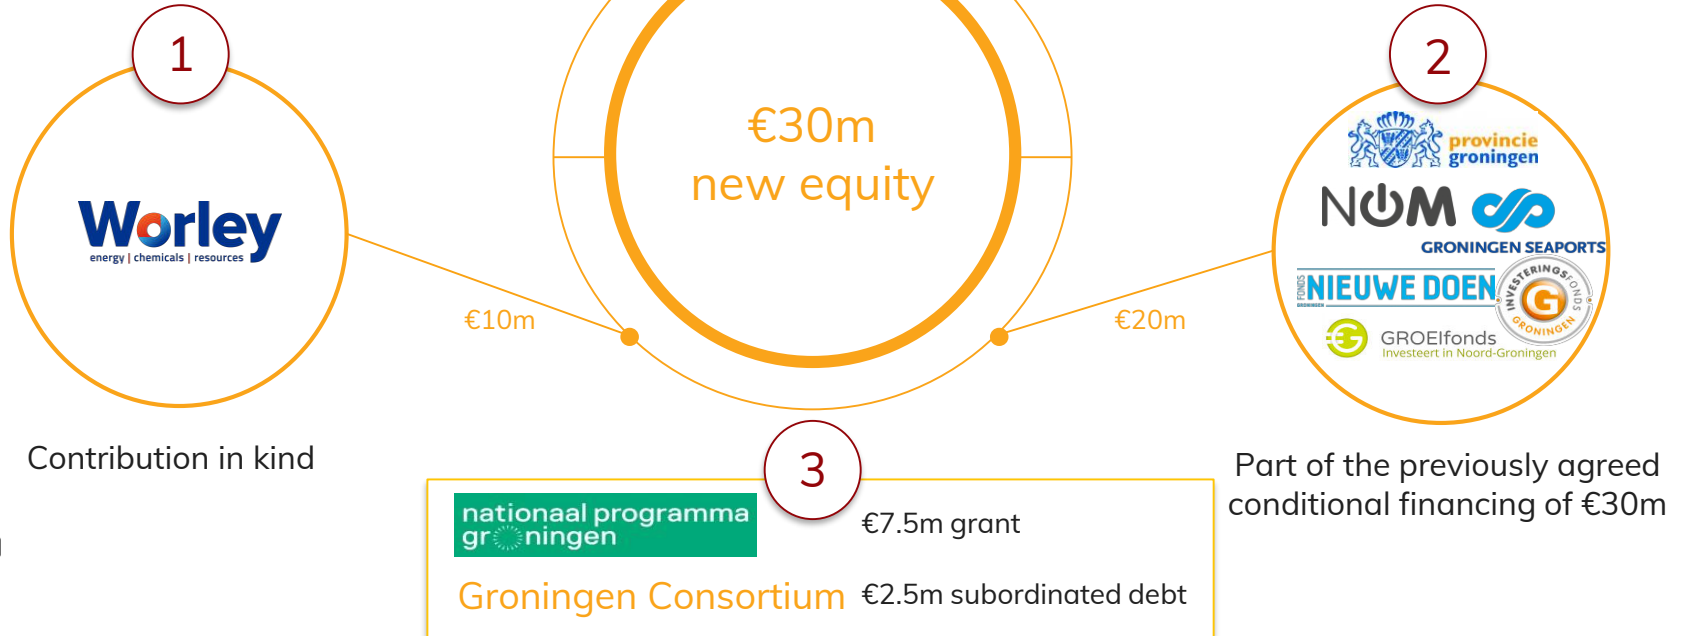 1
Worley
energy | chemicals | resources
Contribution in kind
€10m
€30m
new equity
€20m
2
provincie
groningen
NOM
GRONINGEN SEAPORTS
FONDS
NIEUWE DOEN
GRONINGEN
INVESTERINGSFONDS
GRONINGEN
G
GROEIfonds
Investeert in Noord-Groningen
Part of the previously agreed
conditional financing of €30m
3
nationaal programma
groningen
€7.5m grant
Groningen Consortium
€2.5m subordinated debt